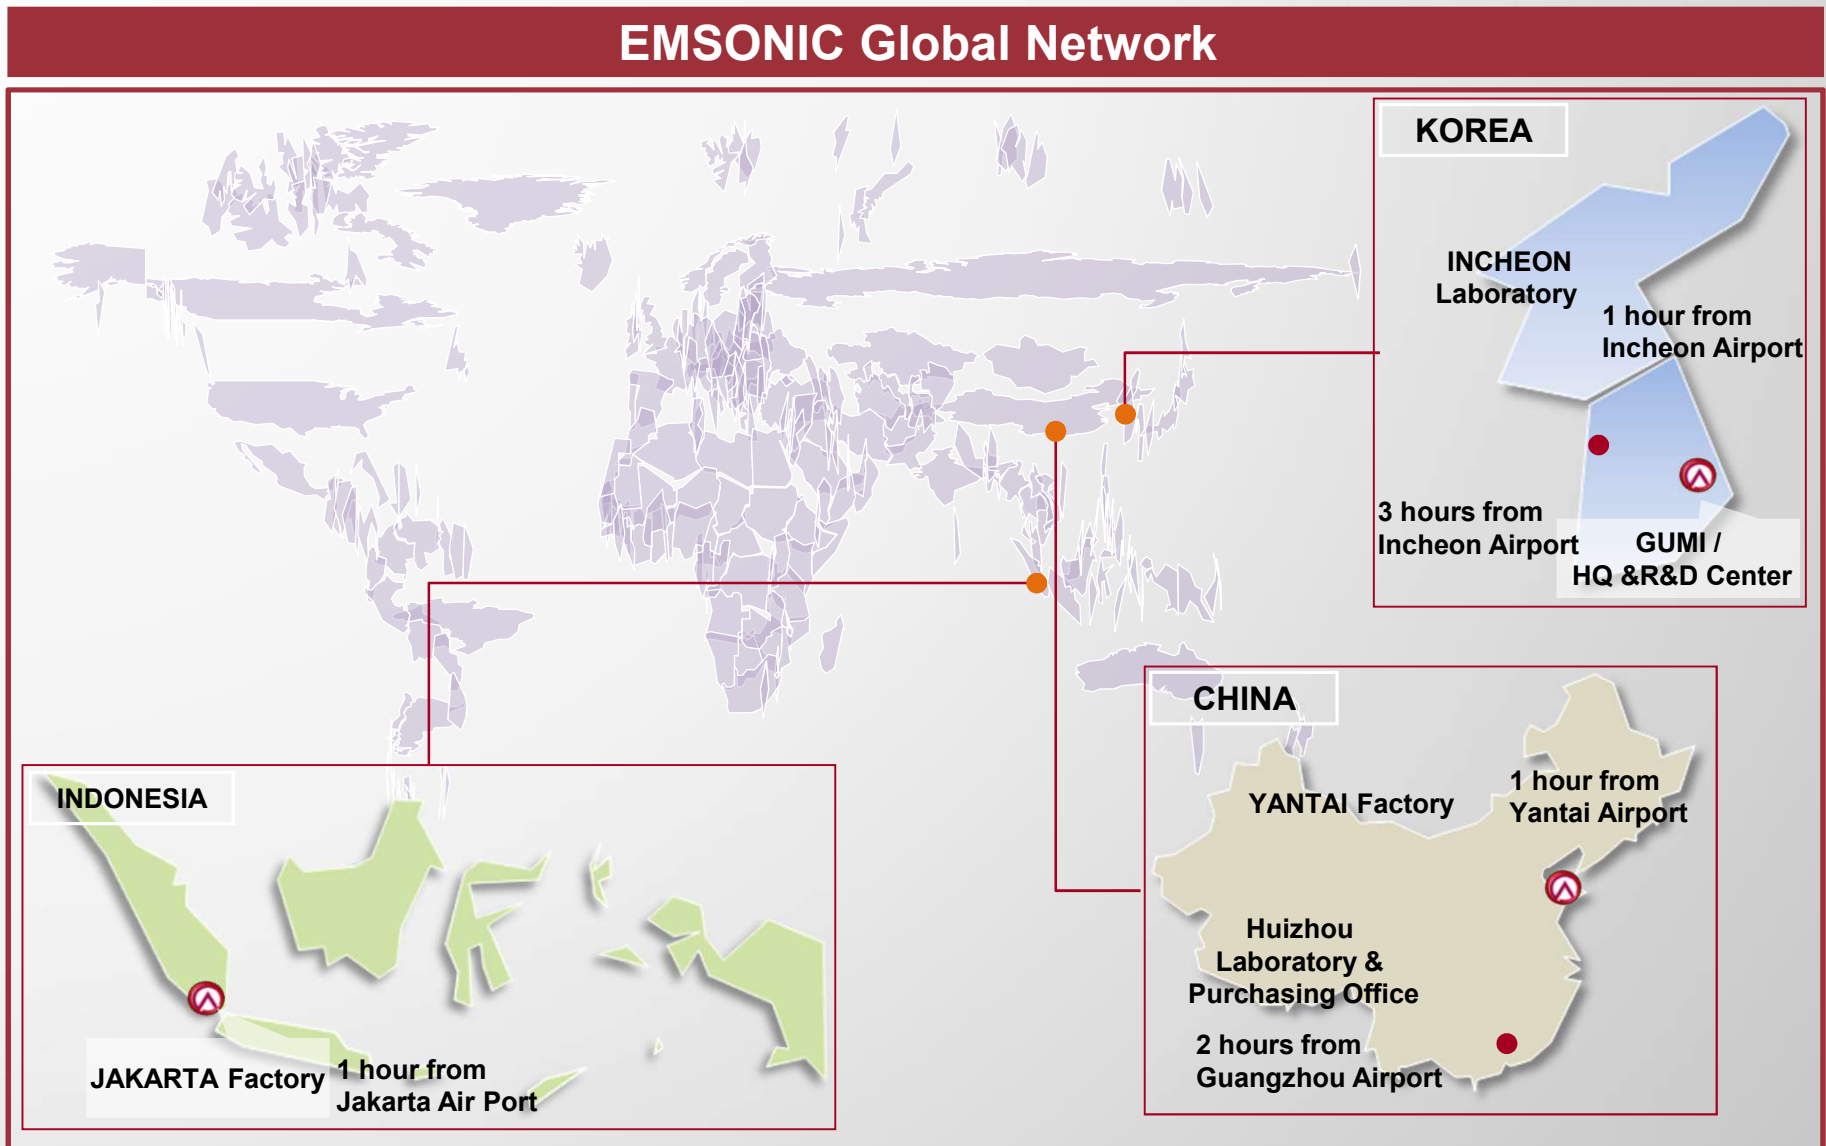 EMSONIC Global Network
KOREA
INCHEON
Laboratory
1 hour from
Incheon Airport
3 hours from
Incheon Airport
GUMI /
HQ &R&D Center
CHINA
YANTAI Factory
1 hour from
Yantai Airport
Huizhou
Laboratory &
Purchasing Office
2 hours from
Guangzhou Airport
INDONESIA
JAKARTA Factory
1 hour from
Jakarta Air Port